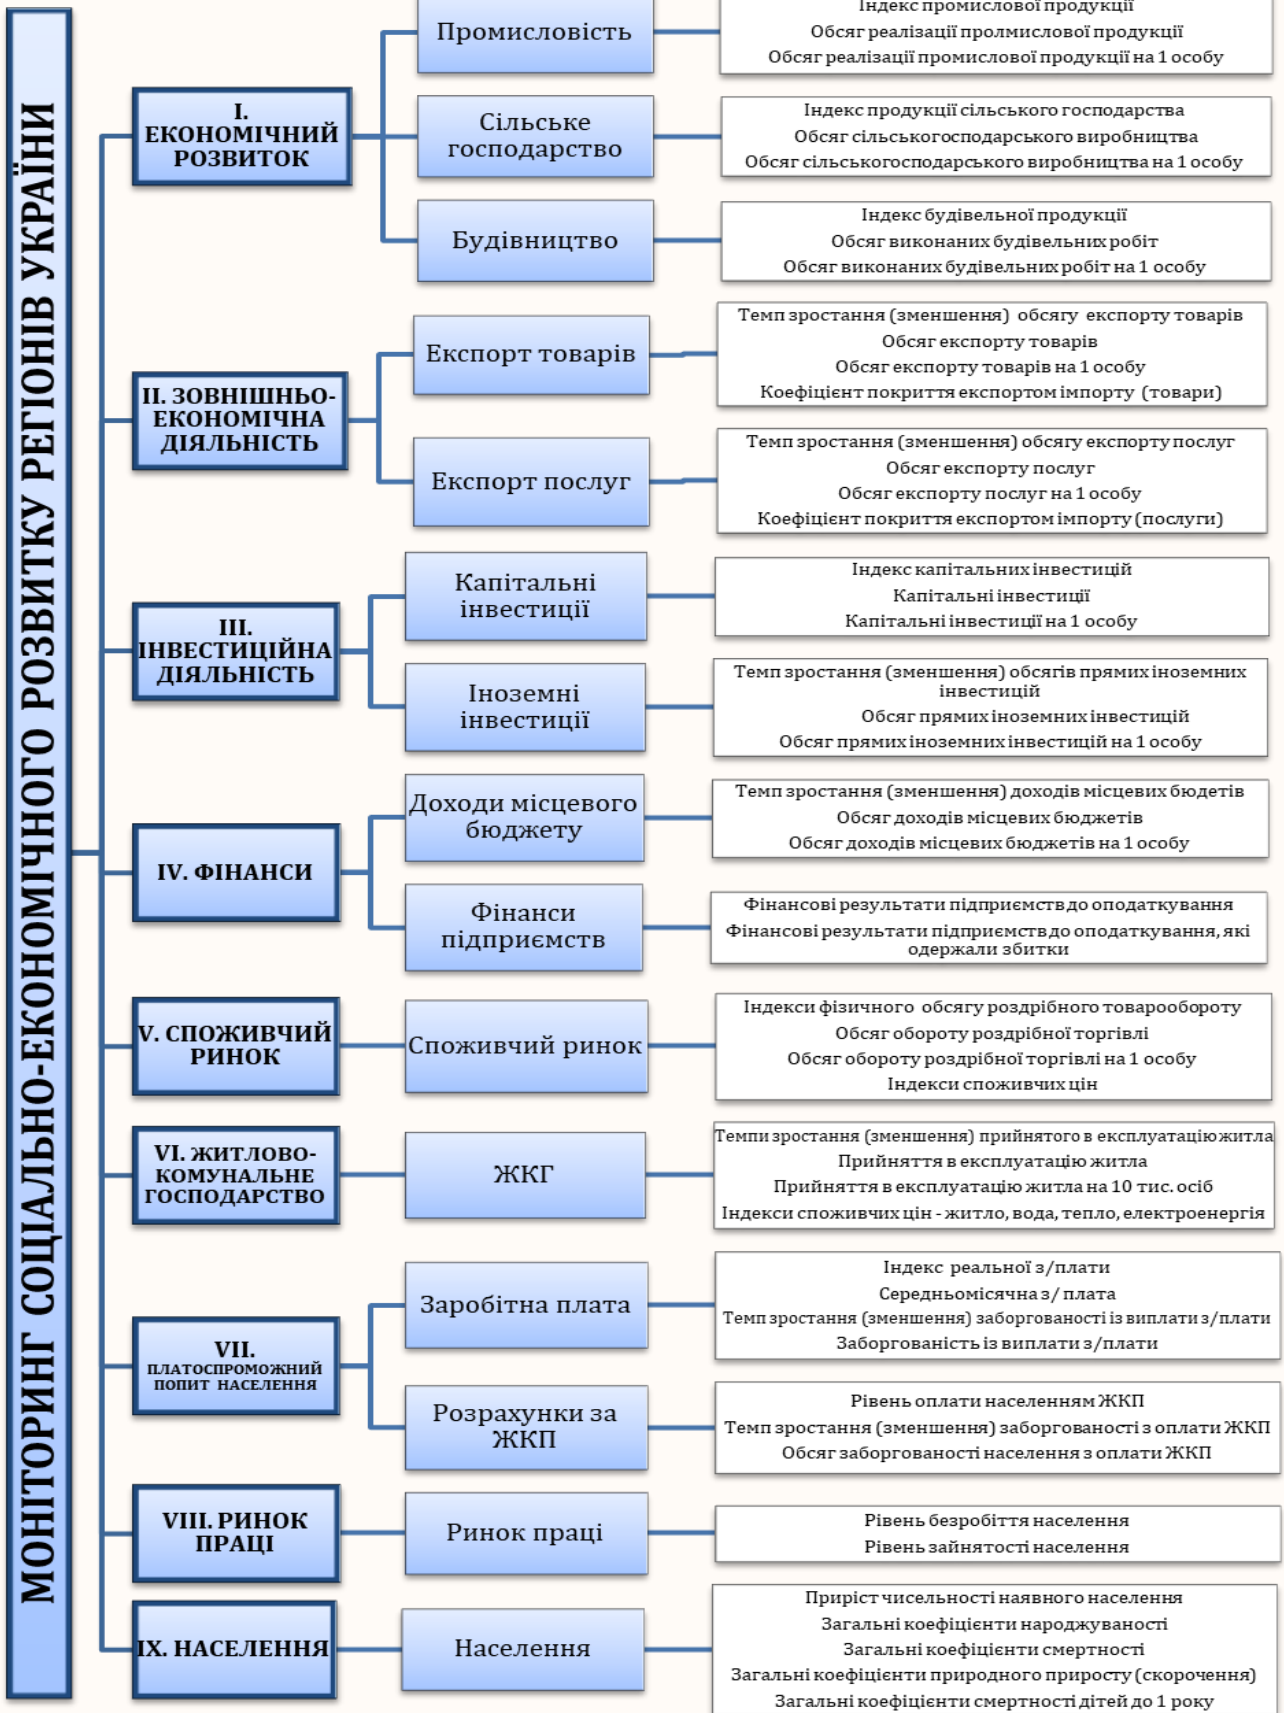 МОНІТОРИНГ СОЦІАЛЬНО-ЕКОНОМІЧНОГО РОЗВИТКУ РЕГІОНІВ УКРАЇНИ
І.
ЕКОНОМІЧНИЙ
РОЗВИТОК
Промисловість
Індекс промислової продукції
Обсяг реалізації пролмислової продукції
Обсяг реалізації промислової продукції на 1 особу
Сільське
господарство
Індекс продукції сільського господарства
Обсяг сільськогосподарського виробництва
Обсяг сільськогосподарського виробництва на 1 особу
Будівництво
Індекс будівельної продукції
Обсяг виконаних будівельних робіт
Обсяг виконаних будівельних робіт на 1 особу
ІІ. ЗОВНІШНЬО-
ЕКОНОМІЧНА
ДІЯЛЬНІСТЬ
Експорт товарів
Темп зростання (зменшення) обсягу експорту товарів
Обсяг експорту товарів
Обсяг експорту товарів на 1 особу
Коефіцієнт покриття експортом імпорту (товари)
Експорт послуг
Темп зростання (зменшення) обсягу експорту послуг
Обсяг експорту послуг
Обсяг експорту послуг на 1 особу
Коефіцієнт покриття експортом імпорту (послуги)
ІІІ.
ІНВЕСТИЦІЙНА
ДІЯЛЬНІСТЬ
Капітальні
інвестиції
Індекс капітальних інвестицій
Капітальні інвестиції
Капітальні інвестиції на 1 особу
Іноземні
інвестиції
Темп зростання (зменшення) обсягів прямих іноземних
інвестицій
Обсяг прямих іноземних інвестицій
Обсяг прямих іноземних інвестицій на 1 особу
IV. ФІНАНСИ
Доходи місцевого
бюджету
Темп зростання (зменшення) доходів місцевих бюдетів
Обсяг доходів місцевих бюджетів
Обсяг доходів місцевих бюджетів на 1 особу
Фінанси
підприємств
Фінансові результати підприємств до оподаткування
Фінансові результати підприємств до оподаткування, які
одержали збитки
V. СПОЖИВЧИЙ
РИНОК
Споживчий ринок
Індекси фізичного обсягу роздрібного товарообороту
Обсяг обороту роздрібної торгівлі
Обсяг обороту роздрібної торгівлі на 1 особу
Індекси споживчих цін
VI. ЖИТЛОВО-
КОМУНАЛЬНЕ
ГОСПОДАРСТВО
ЖКГ
Темпи зростання (зменшення) прийнятого в експлуатацію житла
Прийняття в експлуатацію житла
Прийняття в експлуатацію житла на 10 тис. осіб
Індекси споживчих цін - житло, вода, тепло, електроенергія
VII.
ПЛАТОСПРОМОЖНИЙ
ПОПИТ НАСЕЛЕННЯ
Заробітна плата
Індекс реальної з/плати
Середньомісячна з/ плата
Темп зростання (зменшення) заборгованості із виплати з/плати
Заборгованість із виплати з/плати
Розрахунки за
ЖКП
Рівень оплати населенням ЖКП
Темп зростання (зменшення) заборгованості з оплати ЖКП
Обсяг заборгованості населення з оплати ЖКП
VIII. РИНОК
ПРАЦІ
Ринок праці
Рівень безробіття населення
Рівень зайнятості населення
IX. НАСЕЛЕННЯ
Населення
Приріст чисельності наявного населення
Загальні коефіцієнти народжуваності
Загальні коефіцієнти смертності
Загальні коефіцієнти природного приросту (скорочення)
Загальні коефіцієнти смертності дітей до 1 року